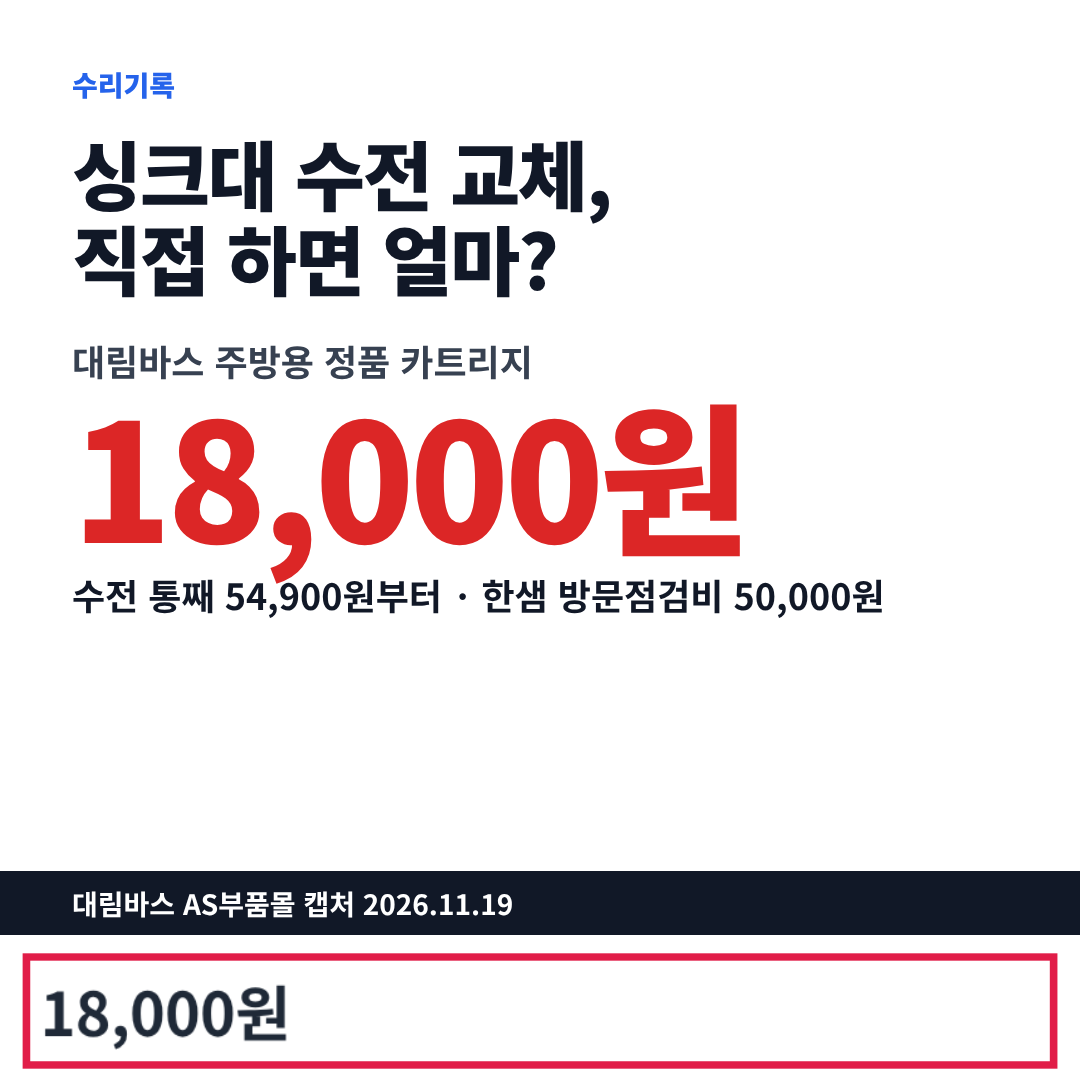 수리기록
싱크대 수전 교체,
직접 하면 얼마?
대림바스 주방용 정품 카트리지
18,000원
수전 통째 54,900원부터 · 한샘 방문점검비 50,000원
대림바스 AS부품몰 캡처 2026.11.19
18,000원